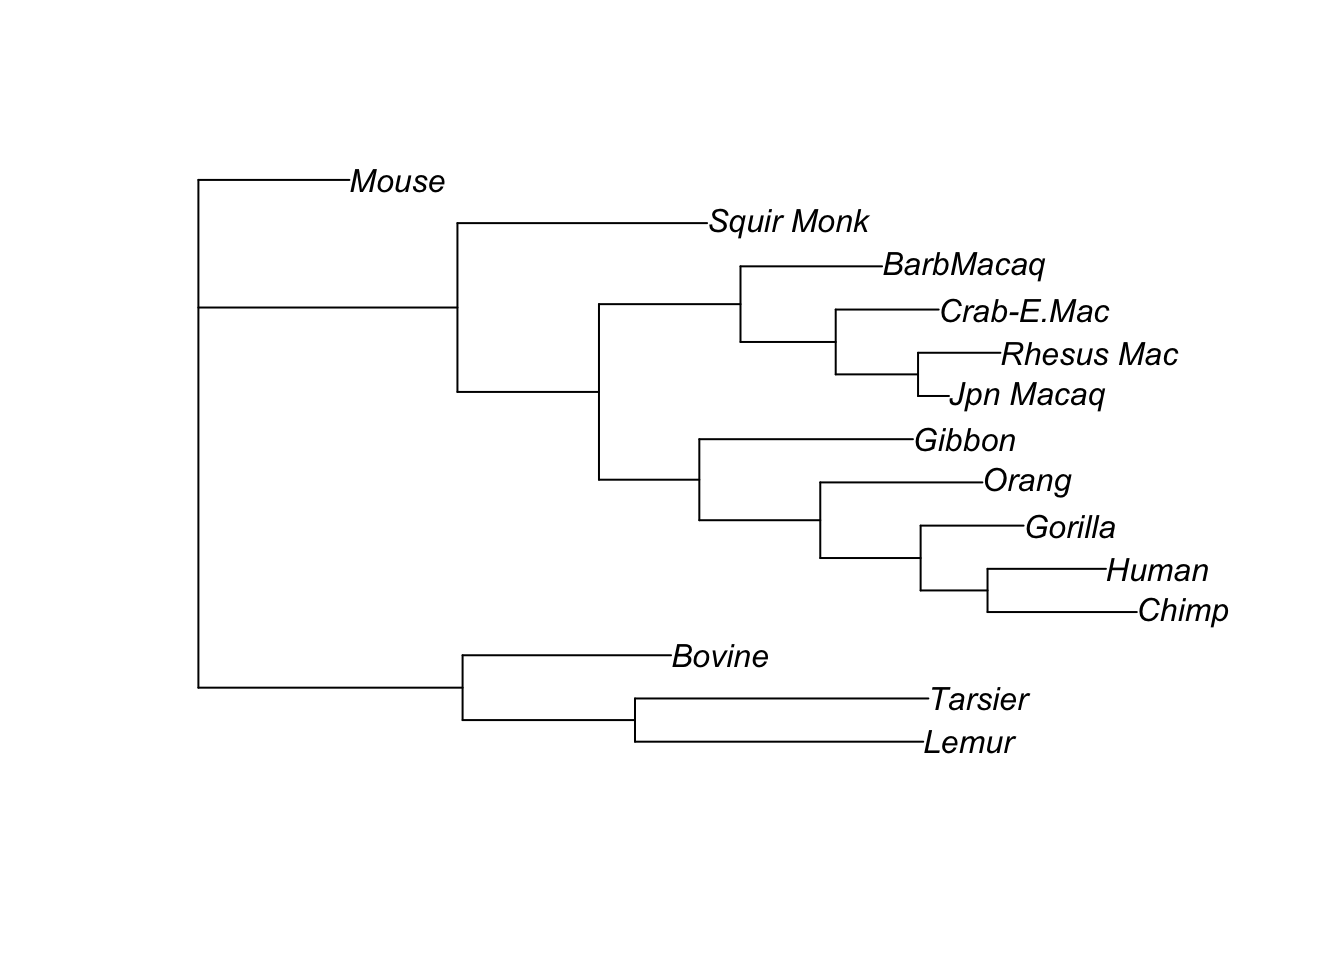 Mouse
Squir Monk
BarbMacaq
Crab-E.Mac
Rhesus Mac
Jpn Macaq
Gibbon
Orang
Gorilla
Human
Chimp
Bovine
Tarsier
Lemur